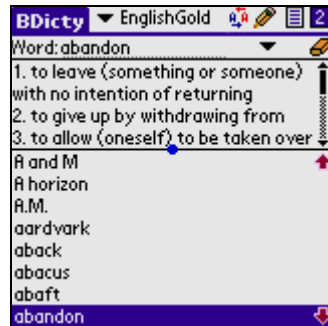 BDicty EnglishGold 2
Word: abandon
1. to leave (something or someone)
with no intention of returning
2. to give up by withdrawing from
3. to allow (oneself) to be taken over
A and M
A horizon
A.M.
aardvark
aback
abacus
abaft
abandon